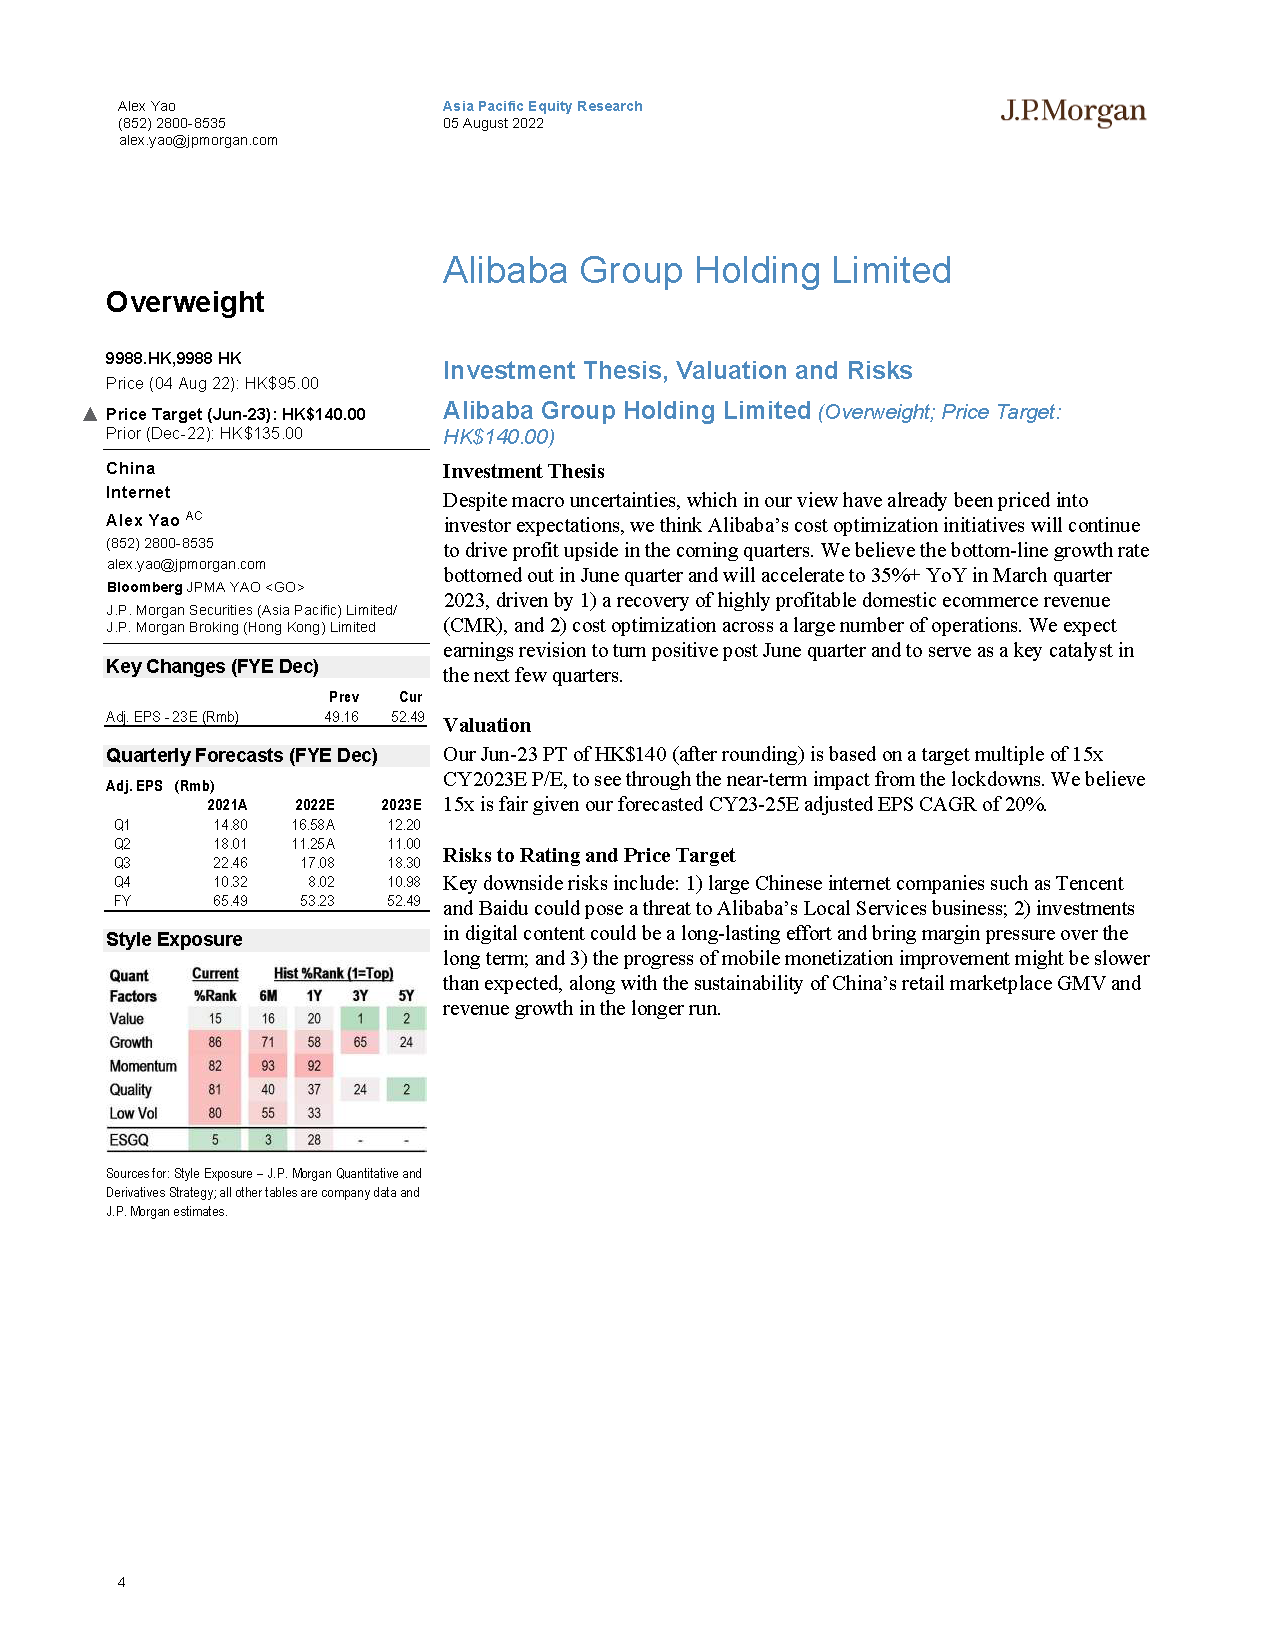 Alex Yao
(852) 2800-8535
alex.yao@jpmorgan.com
Asia Pacific Equity Research
05 August 2022
J.P.Morgan
Overweight
9988.HK,9988 HK
Price (04 Aug 22): HK$95.00
▲ Price Target (Jun-23): HK$140.00
Prior (Dec-22): HK$135.00
China
Internet
Alex Yao AC
(852) 2800-8535
alex.yao@jpmorgan.com
Bloomberg JPMA YAO <GO>
J.P. Morgan Securities (Asia Pacific) Limited/
J.P. Morgan Broking (Hong Kong) Limited
Key Changes (FYE Dec)
Prev Cur
Adj. EPS - 23E (Rmb) 49.16 52.49
Quarterly Forecasts (FYE Dec)
Adj. EPS (Rmb)
2021A 2022E 2023E
Q1 14.80 16.58A 12.20
Q2 18.01 11.25A 11.00
Q3 22.46 17.08 18.30
Q4 10.32 8.02 10.98
FY 65.49 53.23 52.49
Style Exposure
Quant Current Hist %Rank (1=Top)
Factors %Rank 6M 1Y 3Y 5Y
Value 15 16 20 1 2
Growth 86 71 58 65 24
Momentum 82 93 92
Quality 81 40 37 24 2
Low Vol 80 55 33
ESGQ 5 3 28 - -
Sources for: Style Exposure – J.P. Morgan Quantitative and
Derivatives Strategy; all other tables are company data and
J.P. Morgan estimates.
Alibaba Group Holding Limited
Investment Thesis, Valuation and Risks
Alibaba Group Holding Limited (Overweight; Price Target:
HK$140.00)
Investment Thesis
Despite macro uncertainties, which in our view have already been priced into
investor expectations, we think Alibaba’s cost optimization initiatives will continue
to drive profit upside in the coming quarters. We believe the bottom-line growth rate
bottomed out in June quarter and will accelerate to 35%+ YoY in March quarter
2023, driven by 1) a recovery of highly profitable domestic ecommerce revenue
(CMR), and 2) cost optimization across a large number of operations. We expect
earnings revision to turn positive post June quarter and to serve as a key catalyst in
the next few quarters.
Valuation
Our Jun-23 PT of HK$140 (after rounding) is based on a target multiple of 15x
CY2023E P/E, to see through the near-term impact from the lockdowns. We believe
15x is fair given our forecasted CY23-25E adjusted EPS CAGR of 20%.
Risks to Rating and Price Target
Key downside risks include: 1) large Chinese internet companies such as Tencent
and Baidu could pose a threat to Alibaba’s Local Services business; 2) investments
in digital content could be a long-lasting effort and bring margin pressure over the
long term; and 3) the progress of mobile monetization improvement might be slower
than expected, along with the sustainability of China’s retail marketplace GMV and
revenue growth in the longer run.
4